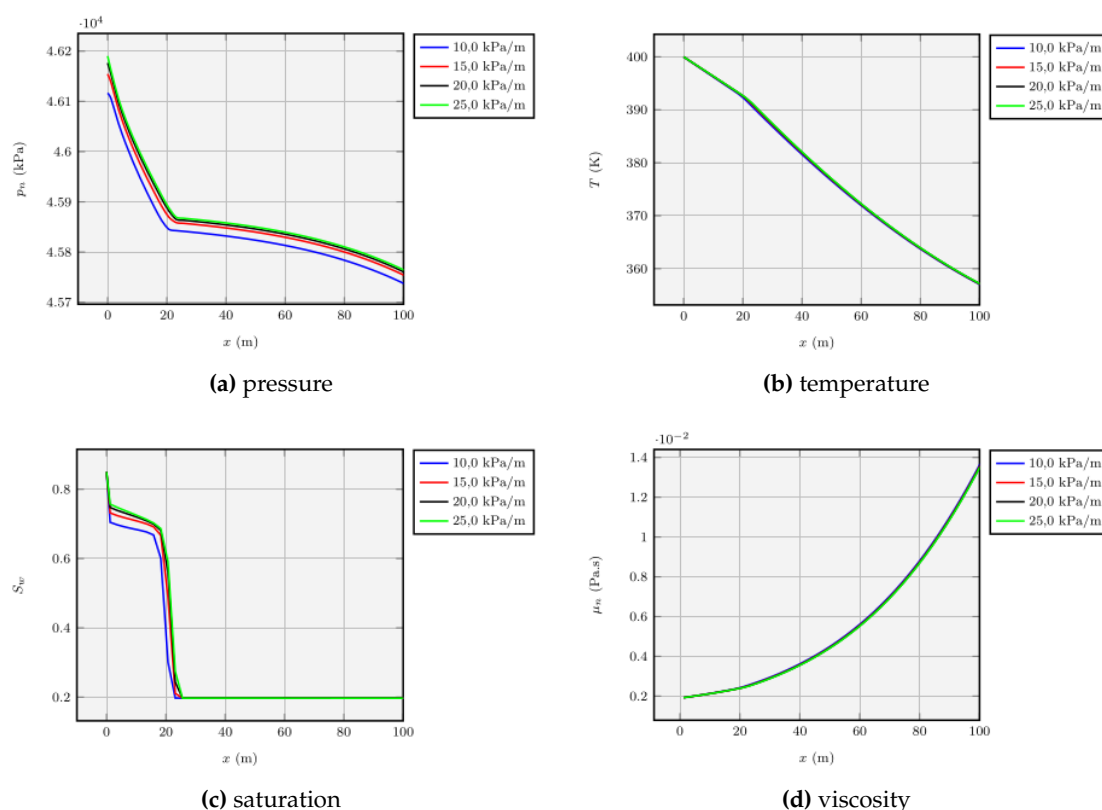 ·10⁴
4.62
4.61
4.6
4.59
4.58
4.57
pₙ (kPa)
0 20 40 60 80 100
x (m)
10,0 kPa/m
15,0 kPa/m
20,0 kPa/m
25,0 kPa/m
(a) pressure
400
390
380
370
360
T (K)
0 20 40 60 80 100
x (m)
10,0 kPa/m
15,0 kPa/m
20,0 kPa/m
25,0 kPa/m
(b) temperature
0.8
0.6
0.4
0.2
S_w
0 20 40 60 80 100
x (m)
10,0 kPa/m
15,0 kPa/m
20,0 kPa/m
25,0 kPa/m
(c) saturation
·10⁻²
1.4
1.2
1
0.8
0.6
0.4
0.2
μₙ (Pa.s)
0 20 40 60 80 100
x (m)
10,0 kPa/m
15,0 kPa/m
20,0 kPa/m
25,0 kPa/m
(d) viscosity